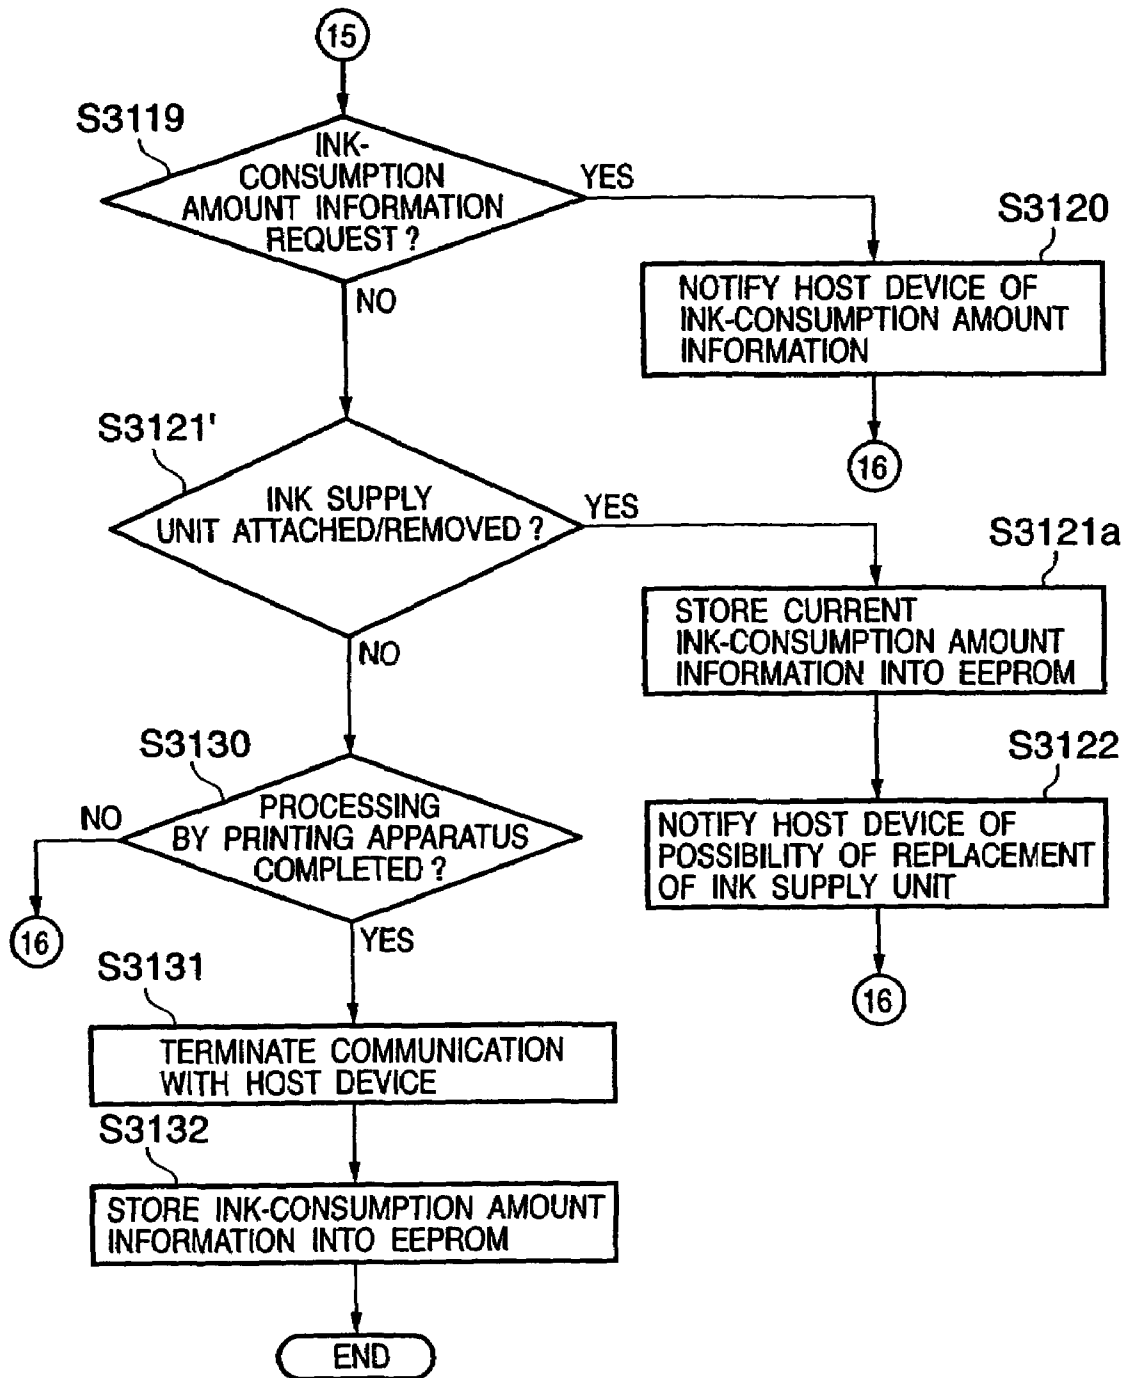 15
S3119
INK-
CONSUMPTION
AMOUNT INFORMATION
REQUEST ?
YES
NO
S3120
NOTIFY HOST DEVICE OF
INK-CONSUMPTION AMOUNT
INFORMATION
16
S3121'
INK SUPPLY
UNIT ATTACHED/REMOVED ?
YES
NO
S3121a
STORE CURRENT
INK-CONSUMPTION AMOUNT
INFORMATION INTO EEPROM
S3122
NOTIFY HOST DEVICE OF
POSSIBILITY OF REPLACEMENT
OF INK SUPPLY UNIT
16
S3130
PROCESSING
BY PRINTING APPARATUS
COMPLETED ?
NO
16
YES
S3131
TERMINATE COMMUNICATION
WITH HOST DEVICE
S3132
STORE INK-CONSUMPTION AMOUNT
INFORMATION INTO EEPROM
END